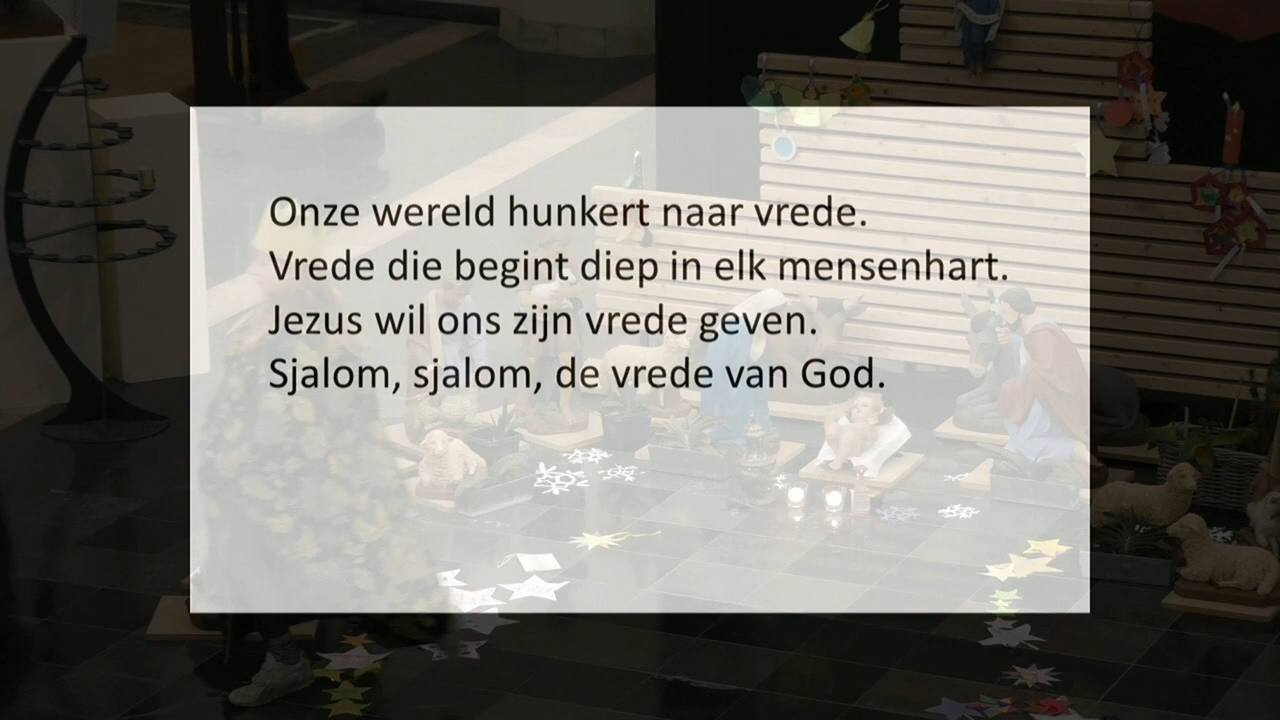 Onze wereld hunkert naar vrede.
Vrede die begint diep in elk mensenhart.
Jezus wil ons zijn vrede geven.
Sjalom, sjalom, de vrede van God.